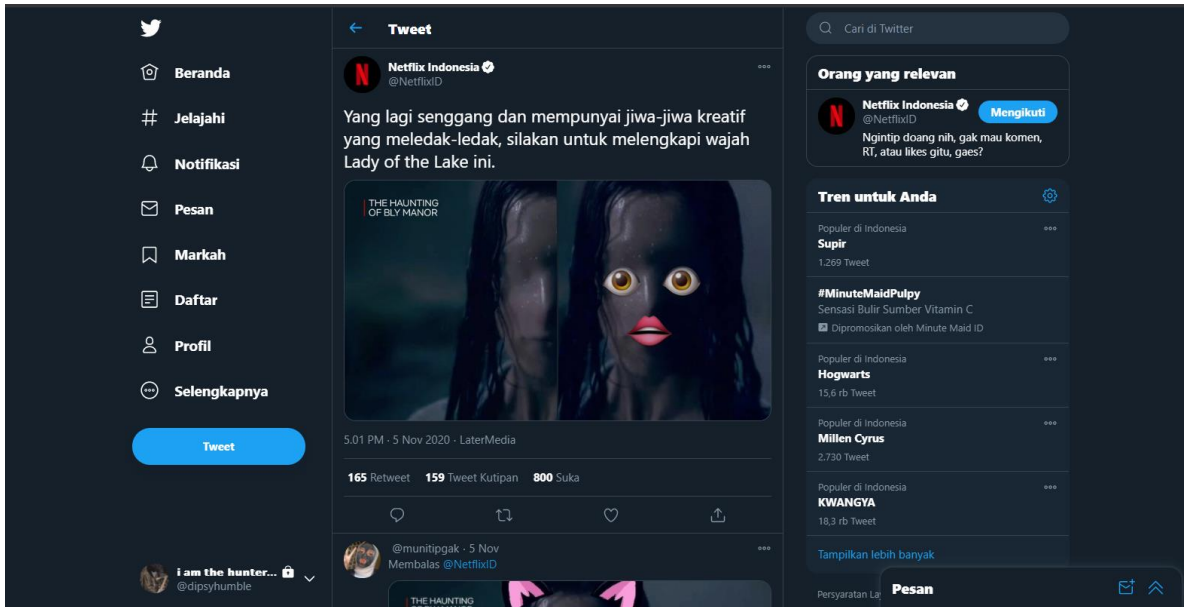 Beranda
Jelajahi
Notifikasi
Pesan
Markah
Daftar
Profil
Selengkapnya
Tweet
i am the hunter...
@dipsyhumble
Tweet
Netflix Indonesia
@NetflixID
Yang lagi senggang dan mempunyai jiwa-jiwa kreatif
yang meledak-ledak, silakan untuk melengkapi wajah
Lady of the Lake ini.
THE HAUNTING
OF BLY MANOR
5.01 PM · 5 Nov 2020 · LaterMedia
165 Retweet 159 Tweet Kutipan 800 Suka
@munitipgak · 5 Nov
Membalas @NetflixID
THE HAUNTING
Cari di Twitter
Orang yang relevan
Netflix Indonesia
@NetflixID
Mengikuti
Ngintip doang nih, gak mau komen,
RT, atau likes gitu, gaes?
Tren untuk Anda
Populer di Indonesia
Supir
1.269 Tweet
#MinuteMaidPulpy
Sensasi Bulir Sumber Vitamin C
Dipromosikan oleh Minute Maid ID
Populer di Indonesia
Hogwarts
15,6 rb Tweet
Populer di Indonesia
Millen Cyrus
2.730 Tweet
Populer di Indonesia
KWANGYA
18,3 rb Tweet
Tampilkan lebih banyak
Persyaratan
Pesan